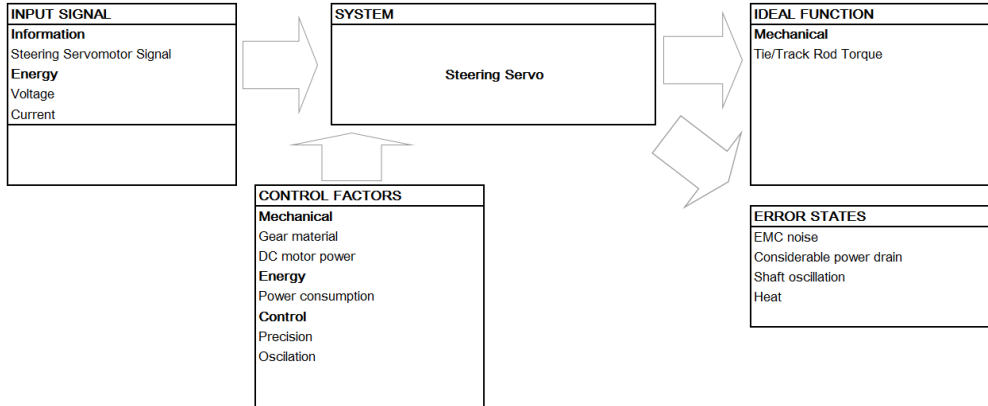 INPUT SIGNAL
Information
Steering Servomotor Signal
Energy
Voltage
Current
SYSTEM
Steering Servo
IDEAL FUNCTION
Mechanical
Tie/Track Rod Torque
CONTROL FACTORS
Mechanical
Gear material
DC motor power
Energy
Power consumption
Control
Precision
Oscilation
ERROR STATES
EMC noise
Considerable power drain
Shaft oscillation
Heat